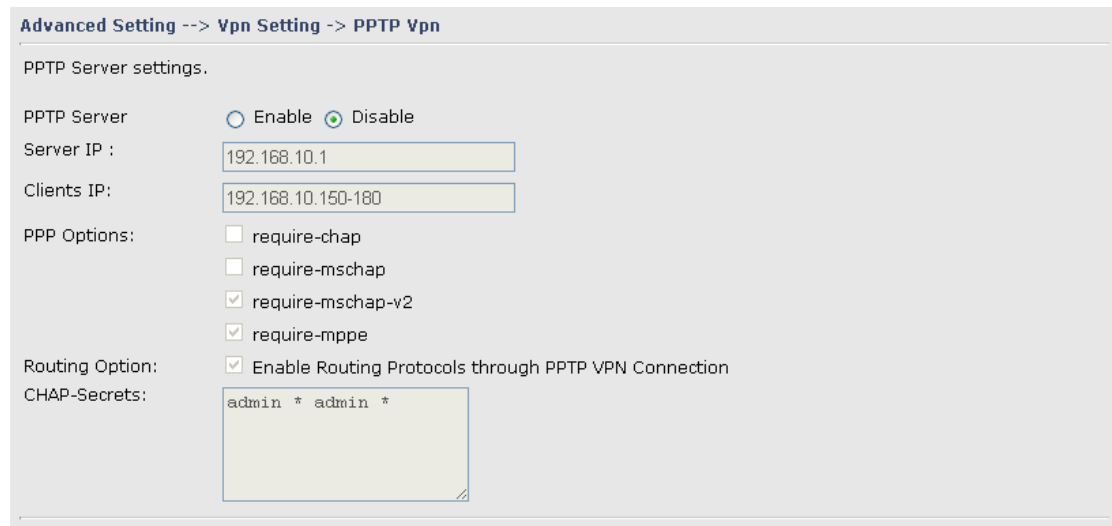 Advanced Setting --> Vpn Setting -> PPTP Vpn
PPTP Server settings.
PPTP Server Enable Disable
Server IP : 192.168.10.1
Clients IP: 192.168.10.150-180
PPP Options: require-chap
require-mschap
require-mschap-v2
require-mppe
Routing Option: Enable Routing Protocols through PPTP VPN Connection
CHAP-Secrets: admin * admin *